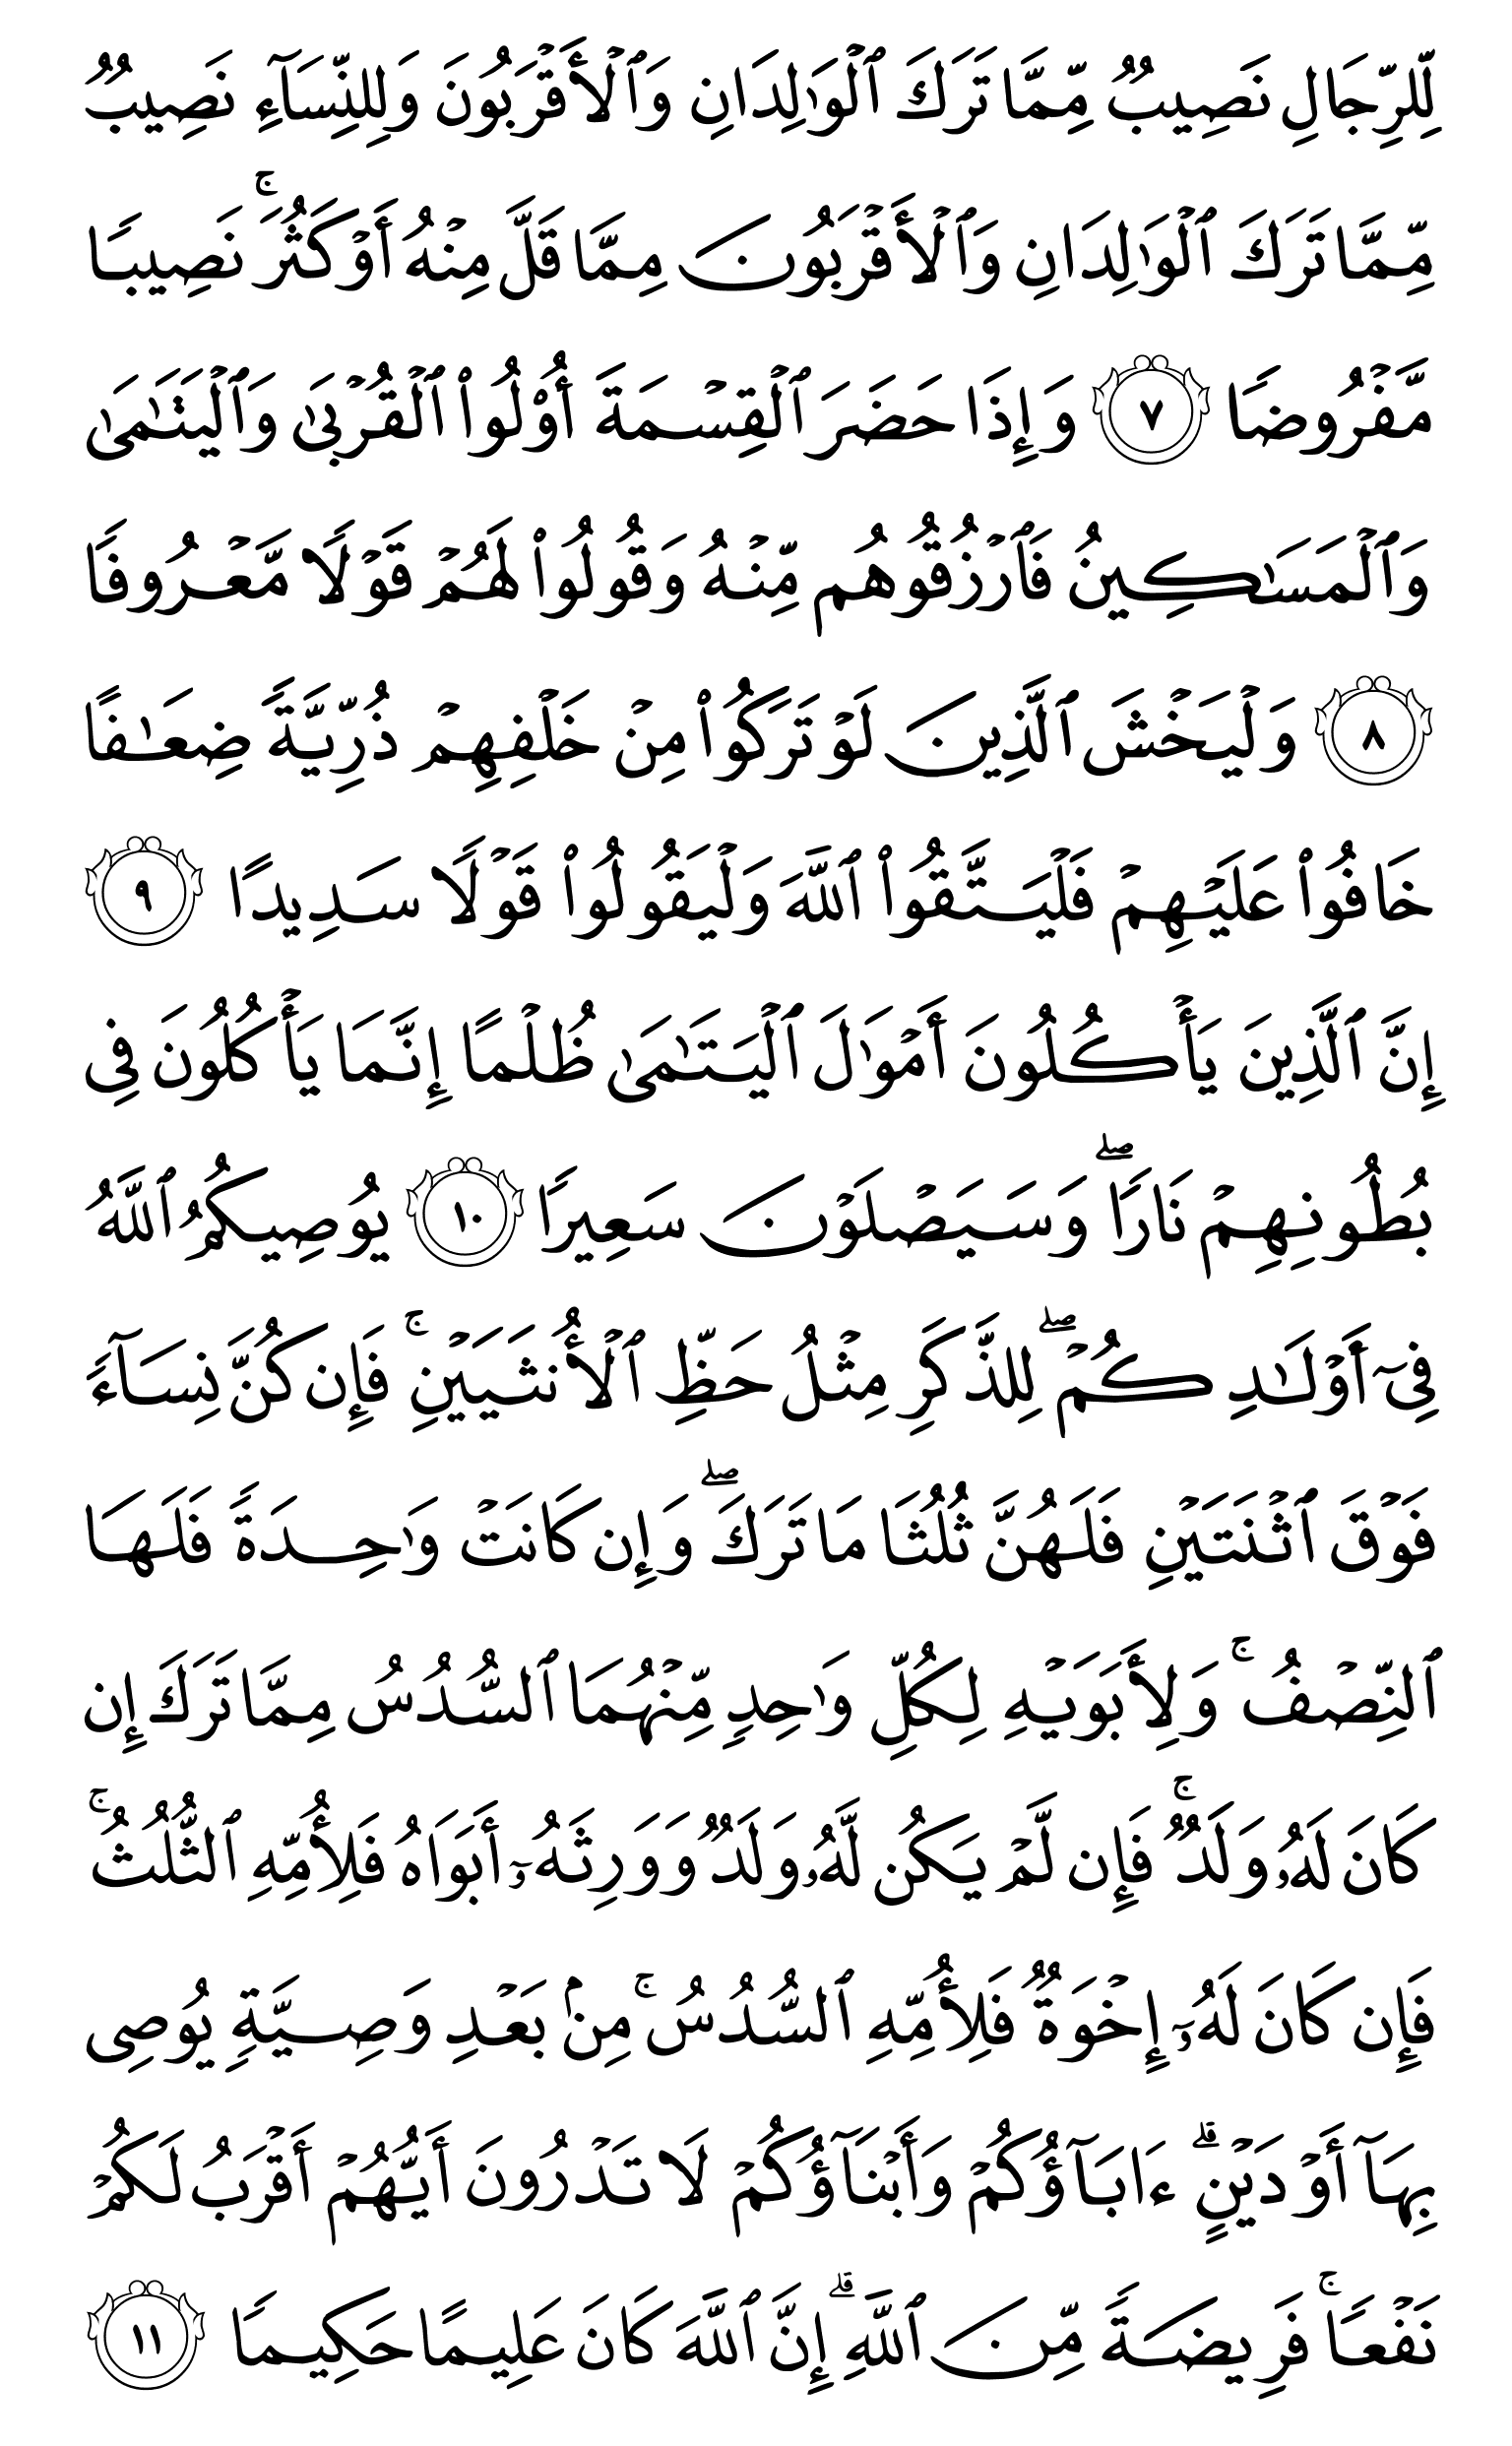 لِّلرِّجَالِ نَصِيبٌ مِّمَّا تَرَكَ ٱلْوَٰلِدَانِ وَٱلْأَقْرَبُونَ وَلِلنِّسَآءِ نَصِيبٌ
مِّمَّا تَرَكَ ٱلْوَٰلِدَانِ وَٱلْأَقْرَبُونَ مِمَّا قَلَّ مِنْهُ أَوْ كَثُرَ ۚ نَصِيبًا
مَّفْرُوضًا ٧ وَإِذَا حَضَرَ ٱلْقِسْمَةَ أُو۟لُوا۟ ٱلْقُرْبَىٰ وَٱلْيَتَـٰمَىٰ
وَٱلْمَسَـٰكِينُ فَٱرْزُقُوهُم مِّنْهُ وَقُولُوا۟ لَهُمْ قَوْلًا مَّعْرُوفًا
٨ وَلْيَخْشَ ٱلَّذِينَ لَوْ تَرَكُوا۟ مِنْ خَلْفِهِمْ ذُرِّيَّةً ضِعَـٰفًا
خَافُوا۟ عَلَيْهِمْ فَلْيَتَّقُوا۟ ٱللَّهَ وَلْيَقُولُوا۟ قَوْلًا سَدِيدًا ٩
إِنَّ ٱلَّذِينَ يَأْكُلُونَ أَمْوَٰلَ ٱلْيَتَـٰمَىٰ ظُلْمًا إِنَّمَا يَأْكُلُونَ فِى
بُطُونِهِمْ نَارًا ۖ وَسَيَصْلَوْنَ سَعِيرًا ١٠ يُوصِيكُمُ ٱللَّهُ
فِىٓ أَوْلَـٰدِكُمْ ۖ لِلذَّكَرِ مِثْلُ حَظِّ ٱلْأُنثَيَيْنِ ۚ فَإِن كُنَّ نِسَآءً
فَوْقَ ٱثْنَتَيْنِ فَلَهُنَّ ثُلُثَا مَا تَرَكَ ۖ وَإِن كَانَتْ وَٰحِدَةً فَلَهَا
ٱلنِّصْفُ ۚ وَلِأَبَوَيْهِ لِكُلِّ وَٰحِدٍ مِّنْهُمَا ٱلسُّدُسُ مِمَّا تَرَكَ إِن
كَانَ لَهُۥ وَلَدٌ ۚ فَإِن لَّمْ يَكُن لَّهُۥ وَلَدٌ وَوَرِثَهُۥٓ أَبَوَاهُ فَلِأُمِّهِ ٱلثُّلُثُ ۚ
فَإِن كَانَ لَهُۥٓ إِخْوَةٌ فَلِأُمِّهِ ٱلسُّدُسُ ۚ مِنۢ بَعْدِ وَصِيَّةٍ يُوصِى
بِهَآ أَوْ دَيْنٍ ۗ ءَابَآؤُكُمْ وَأَبْنَآؤُكُمْ لَا تَدْرُونَ أَيُّهُمْ أَقْرَبُ لَكُمْ
نَفْعًا ۚ فَرِيضَةً مِّنَ ٱللَّهِ ۗ إِنَّ ٱللَّهَ كَانَ عَلِيمًا حَكِيمًا ١١